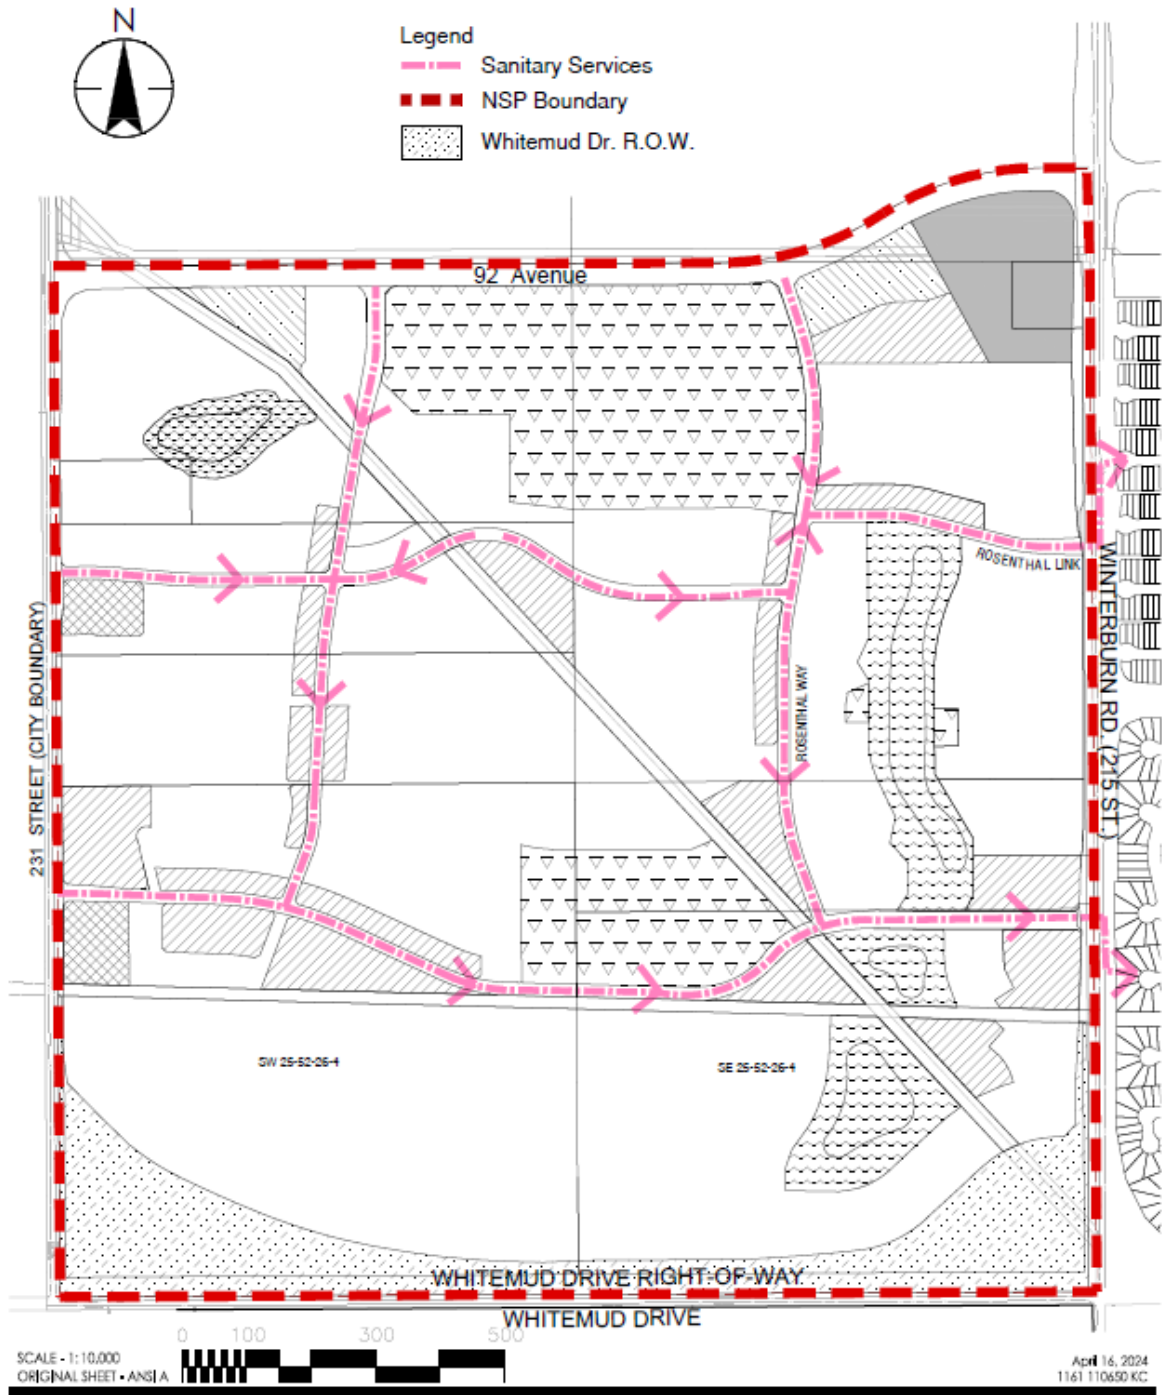 N
Legend
Sanitary Services
NSP Boundary
Whitemud Dr. R.O.W.
92 Avenue
ROSENTHAL LINK
231 STREET (CITY BOUNDARY)
ROSENTHAL WAY
WINTERBURN RD. (215 ST.)
SW 25-52-26-4
SE 25-52-26-4
WHITEMUD DRIVE RIGHT-OF-WAY
WHITEMUD DRIVE
0 100 300 500
SCALE - 1:10,000
ORIGINAL SHEET • ANSI A
April 16, 2024
1161 110650 KC